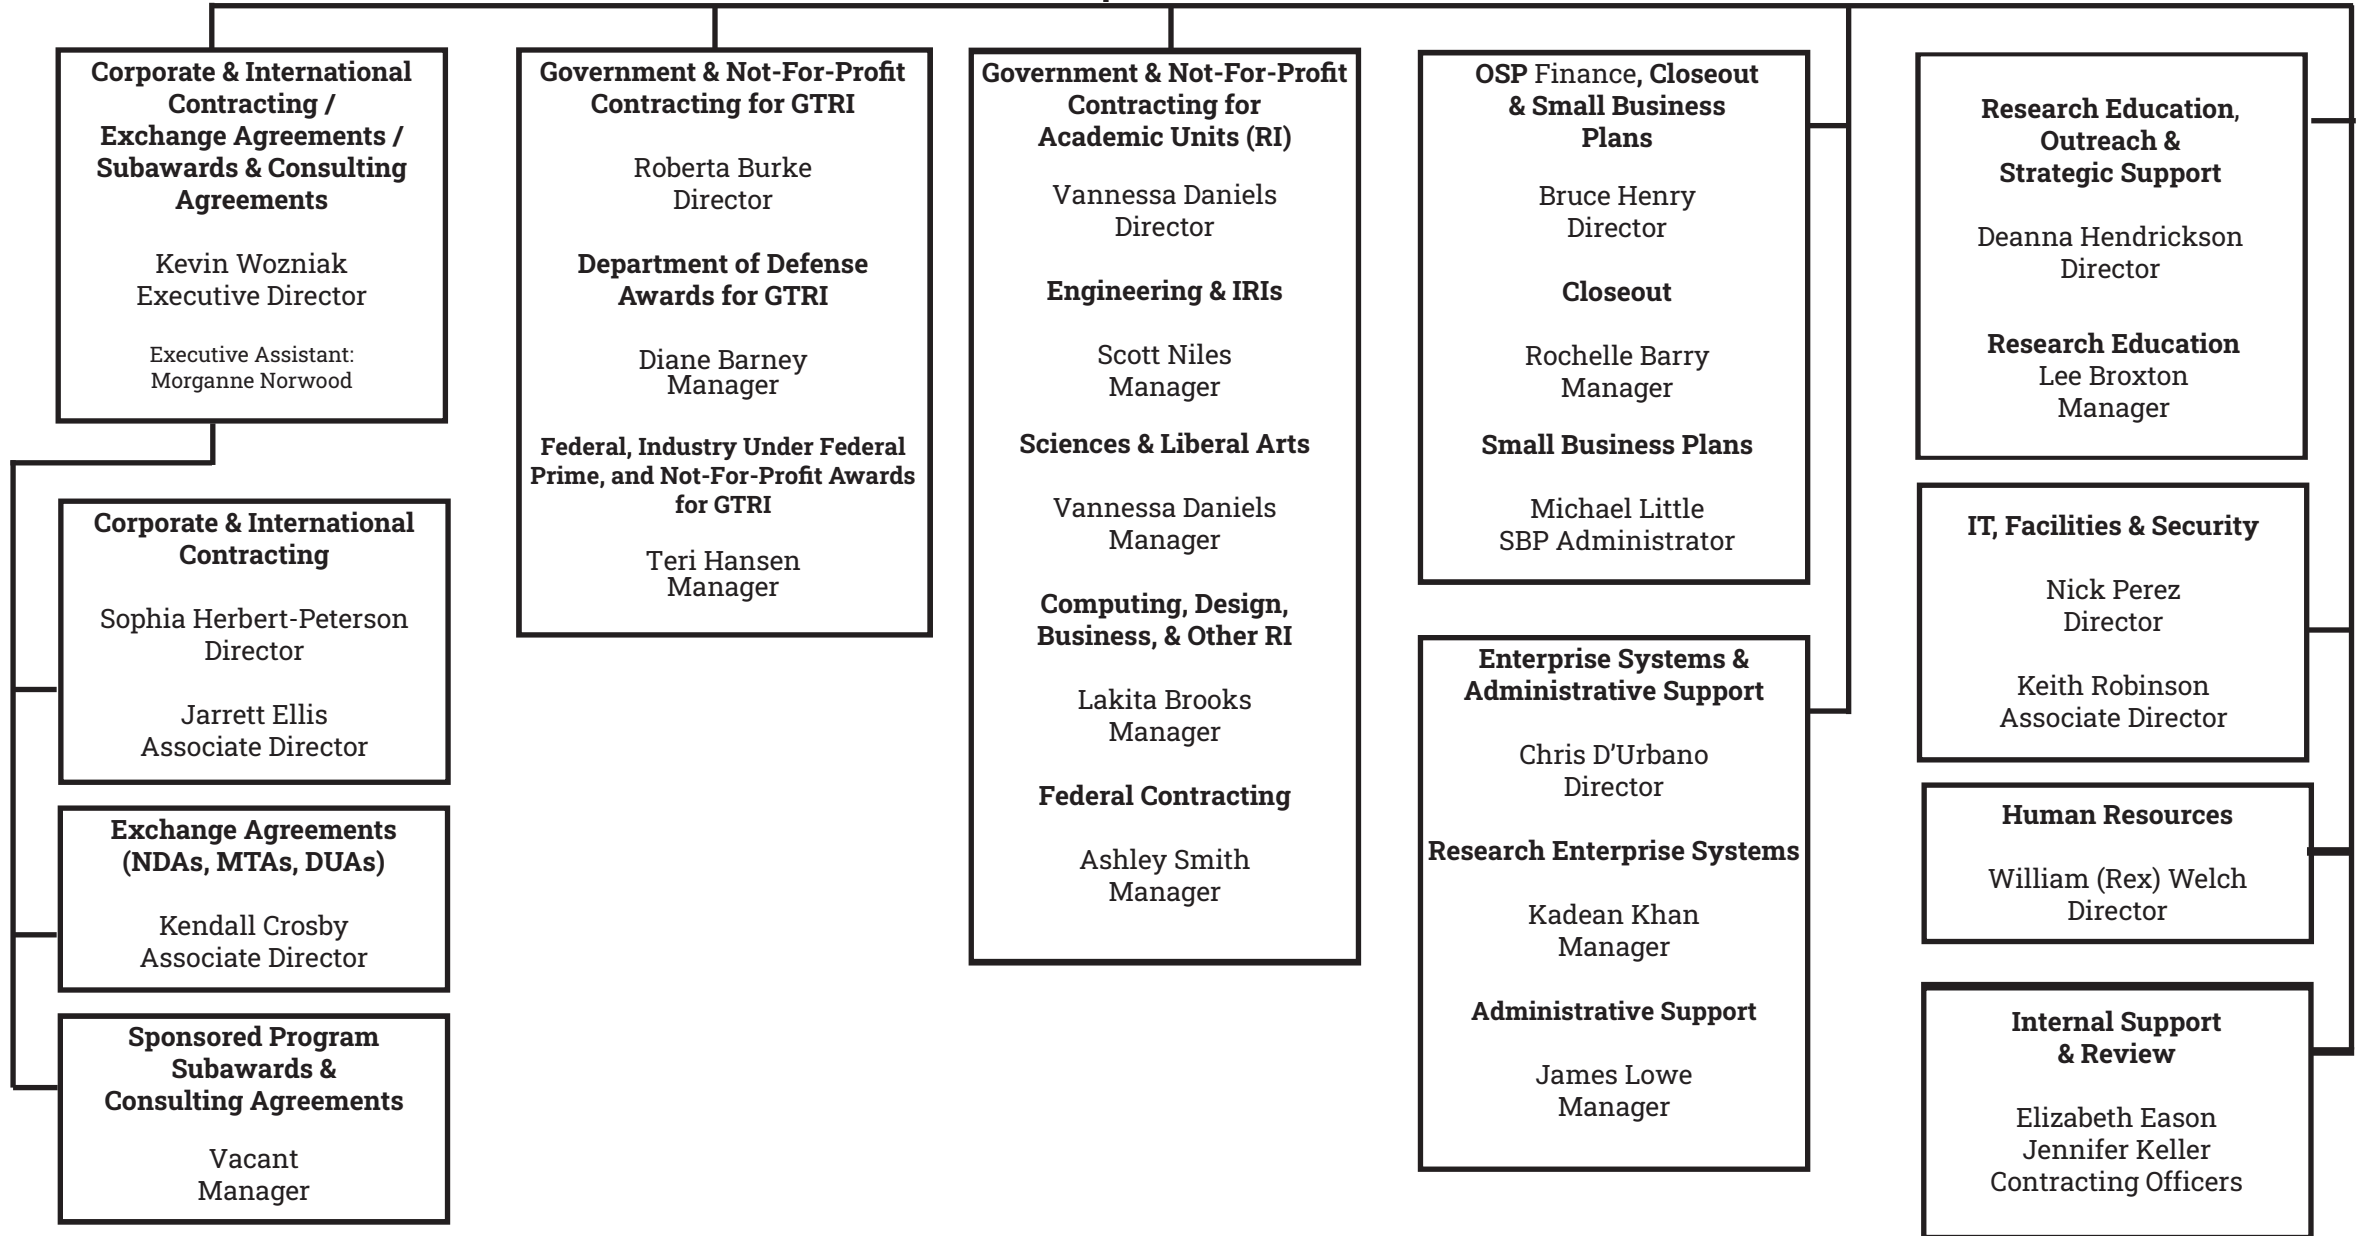 Corporate & International
Contracting /
Exchange Agreements /
Subawards & Consulting
Agreements
Kevin Wozniak
Executive Director
Executive Assistant:
Morganne Norwood
Corporate & International
Contracting
Sophia Herbert-Peterson
Director
Jarrett Ellis
Associate Director
Exchange Agreements
(NDAs, MTAs, DUAs)
Kendall Crosby
Associate Director
Sponsored Program
Subawards &
Consulting Agreements
Vacant
Manager
Government & Not-For-Profit
Contracting for GTRI
Roberta Burke
Director
Department of Defense
Awards for GTRI
Diane Barney
Manager
Federal, Industry Under Federal
Prime, and Not-For-Profit Awards
for GTRI
Teri Hansen
Manager
Government & Not-For-Profit
Contracting for
Academic Units (RI)
Vannessa Daniels
Director
Engineering & IRIs
Scott Niles
Manager
Sciences & Liberal Arts
Vannessa Daniels
Manager
Computing, Design,
Business, & Other RI
Lakita Brooks
Manager
Federal Contracting
Ashley Smith
Manager
OSP Finance, Closeout
& Small Business
Plans
Bruce Henry
Director
Closeout
Rochelle Barry
Manager
Small Business Plans
Michael Little
SBP Administrator
Enterprise Systems &
Administrative Support
Chris D’Urbano
Director
Research Enterprise Systems
Kadean Khan
Manager
Administrative Support
James Lowe
Manager
Research Education,
Outreach &
Strategic Support
Deanna Hendrickson
Director
Research Education
Lee Broxton
Manager
IT, Facilities & Security
Nick Perez
Director
Keith Robinson
Associate Director
Human Resources
William (Rex) Welch
Director
Internal Support
& Review
Elizabeth Eason
Jennifer Keller
Contracting Officers